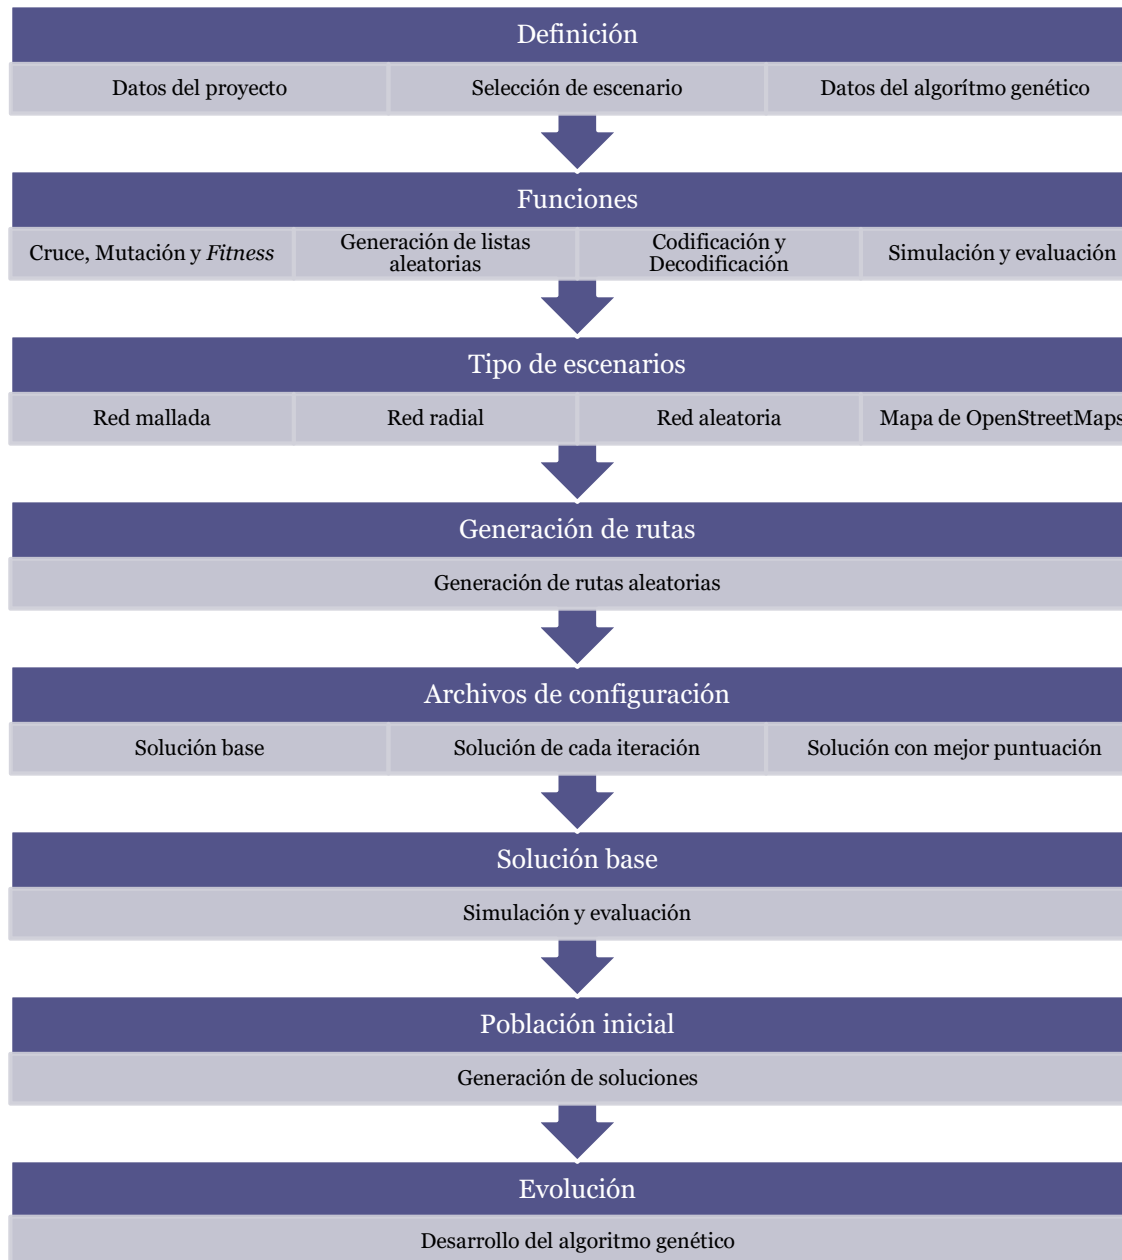 Definición
Datos del proyecto
Selección de escenario
Datos del algorítmo genético
Funciones
Cruce, Mutación y Fitness
Generación de listas
aleatorias
Codificación y
Decodificación
Simulación y evaluación
Tipo de escenarios
Red mallada
Red radial
Red aleatoria
Mapa de OpenStreetMaps
Generación de rutas
Generación de rutas aleatorias
Archivos de configuración
Solución base
Solución de cada iteración
Solución con mejor puntuación
Solución base
Simulación y evaluación
Población inicial
Generación de soluciones
Evolución
Desarrollo del algoritmo genético